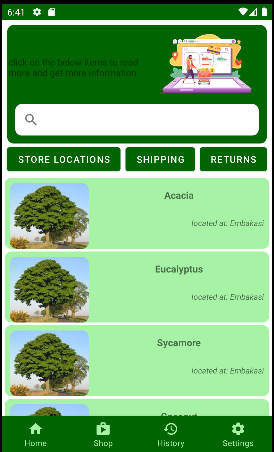 6:41
click on the below items to read
more and get more information
STORE LOCATIONS
SHIPPING
RETURNS
Acacia
located at: Embakasi
Eucalyptus
located at: Embakasi
Sycamore
located at: Embakasi
Home
Shop
History
Settings